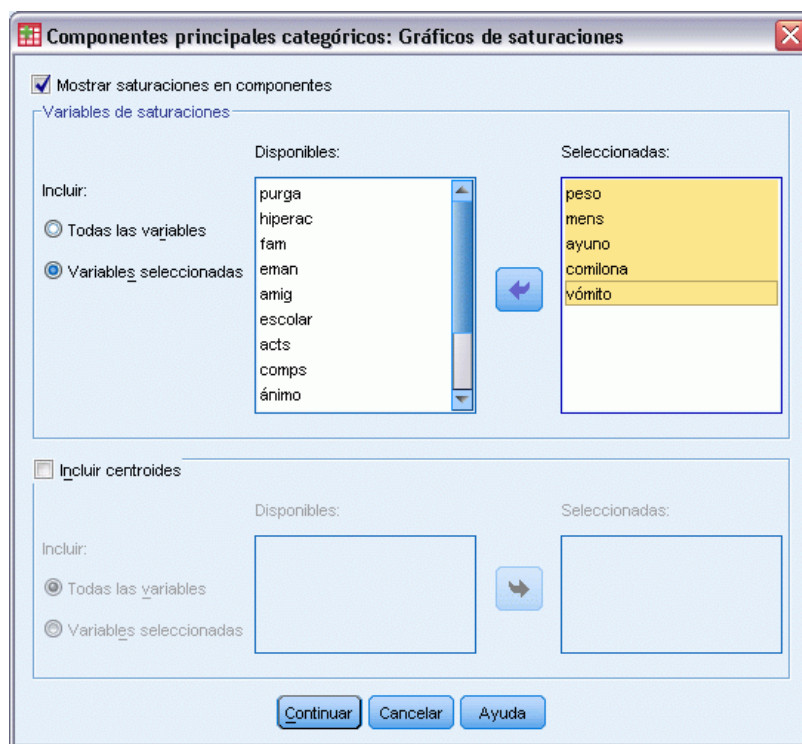 Componentes principales categóricos: Gráficos de saturaciones
Mostrar saturaciones en componentes
Variables de saturaciones
Disponibles:
Seleccionadas:
Incluir:
Todas las variables
Variables seleccionadas
purga
hiperac
fam
eman
amig
escolar
acts
comps
ánimo
peso
mens
ayuno
comilona
vómito
Incluir centroides
Disponibles:
Seleccionadas:
Incluir:
Todas las variables
Variables seleccionadas
Continuar
Cancelar
Ayuda